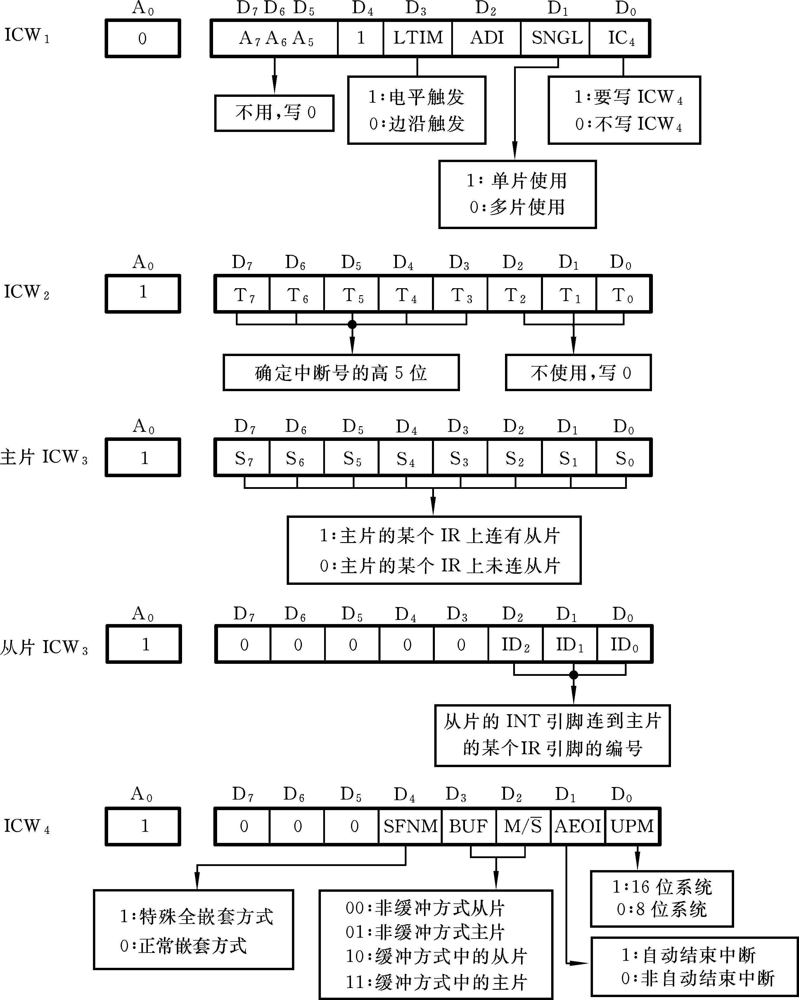 A₀ D₇ D₆ D₅ D₄ D₃ D₂ D₁ D₀
ICW₁ 0 A₇ A₆ A₅ 1 LTIM ADI SNGL IC₄
不用,写0
1:电平触发
0:边沿触发
1:要写 ICW₄
0:不写 ICW₄
1:单片使用
0:多片使用
A₀ D₇ D₆ D₅ D₄ D₃ D₂ D₁ D₀
ICW₂ 1 T₇ T₆ T₅ T₄ T₃ T₂ T₁ T₀
确定中断号的高5位
不使用,写0
A₀ D₇ D₆ D₅ D₄ D₃ D₂ D₁ D₀
主片 ICW₃ 1 S₇ S₆ S₅ S₄ S₃ S₂ S₁ S₀
1:主片的某个 IR 上连有从片
0:主片的某个 IR 上未连从片
A₀ D₇ D₆ D₅ D₄ D₃ D₂ D₁ D₀
从片 ICW₃ 1 0 0 0 0 0 ID₂ ID₁ ID₀
从片的 INT 引脚连到主片
的某个IR 引脚的编号
A₀ D₇ D₆ D₅ D₄ D₃ D₂ D₁ D₀
ICW₄ 1 0 0 0 SFNM BUF M/S̅ AEOI UPM
1:特殊全嵌套方式
0:正常嵌套方式
00:非缓冲方式从片
01:非缓冲方式主片
10:缓冲方式中的从片
11:缓冲方式中的主片
1:16 位系统
0:8 位系统
1:自动结束中断
0:非自动结束中断